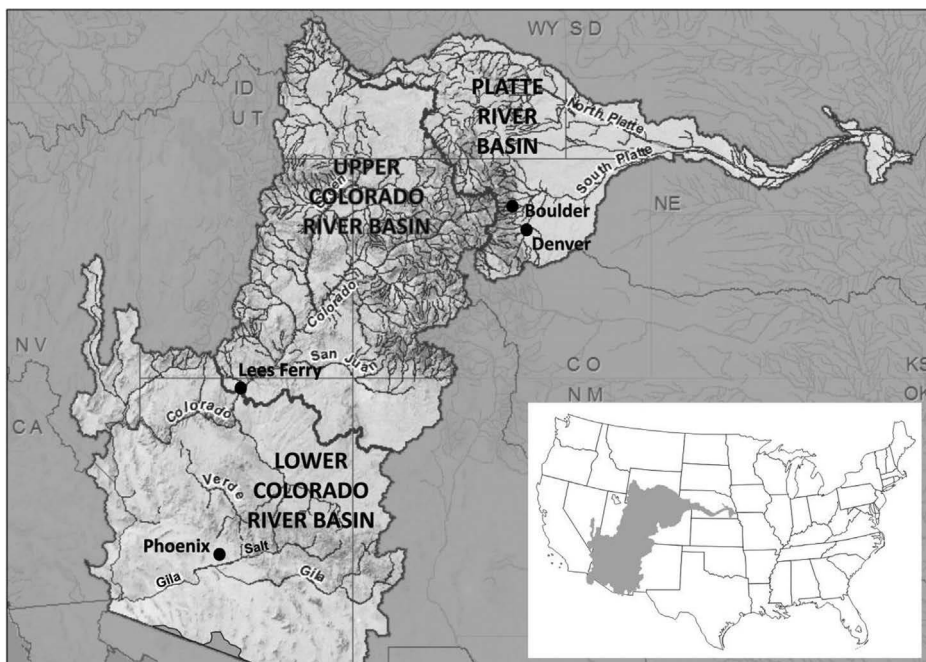 WY SD
ID
UT
PLATTE
RIVER
BASIN
North Platte
South Platte
UPPER
COLORADO
RIVER BASIN
Boulder
Denver
NE
Colorado
San Juan
NV
Lees Ferry
CO
KS
NM
OK
CA
Colorado
LOWER
COLORADO
RIVER BASIN
Verde
Phoenix
Salt
Gila
Gila